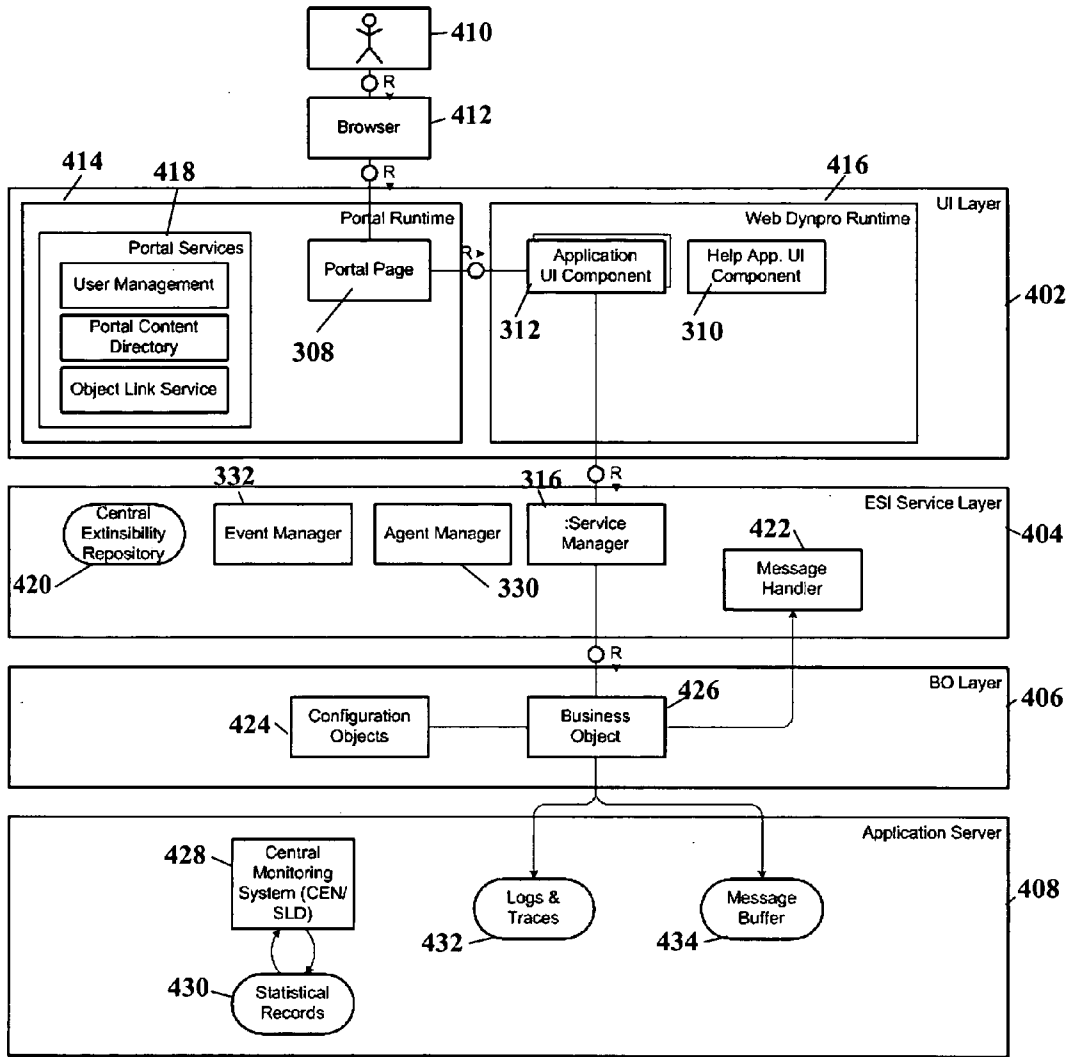 410
R
Browser
412
R
414
418
416
UI Layer
Portal Runtime
Web Dynpro Runtime
Portal Services
User Management
Portal Content
Directory
Object Link Service
Portal Page
308
R
Application
UI Component
312
Help App. UI
Component
310
402
R
332
316
ESI Service Layer
Central
Extinsibility
Repository
420
Event Manager
Agent Manager
330
:Service
Manager
422
Message
Handler
404
R
BO Layer
424
Configuration
Objects
Business
Object
426
406
Application Server
428
Central
Monitoring
System (CEN/
SLD)
430
Statistical
Records
Logs &
Traces
432
Message
Buffer
434
408